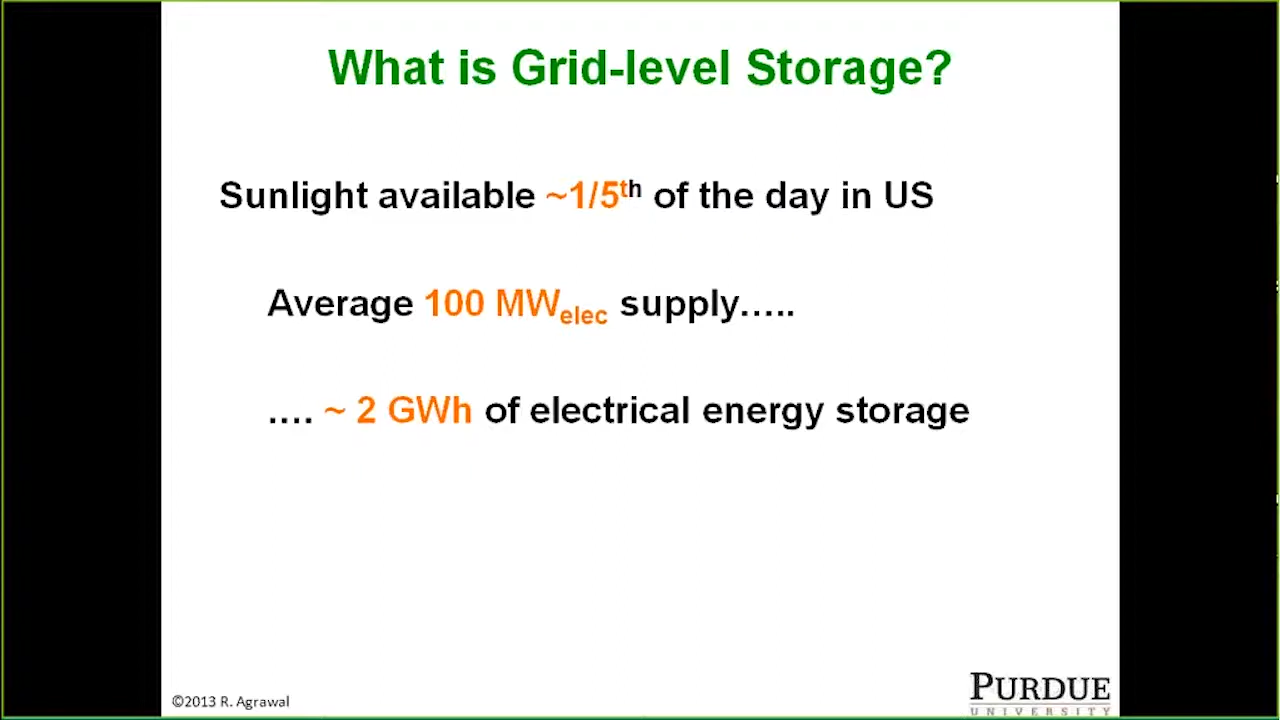 What is Grid-level Storage?
Sunlight available ~1/5th of the day in US
Average 100 MWelec supply.....
.... ~ 2 GWh of electrical energy storage
©2013 R. Agrawal
PURDUE
UNIVERSITY